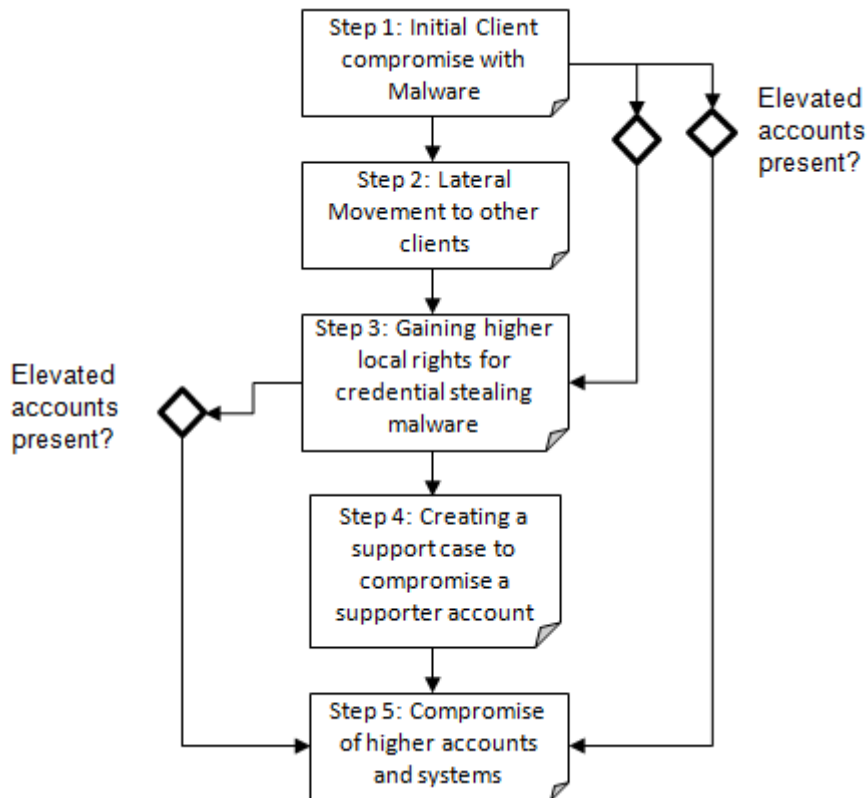 Step 1: Initial Client
compromise with
Malware
Elevated
accounts
present?
Step 2: Lateral
Movement to other
clients
Step 3: Gaining higher
local rights for
credential stealing
malware
Elevated
accounts
present?
Step 4: Creating a
support case to
compromise a
supporter account
Step 5: Compromise
of higher accounts
and systems